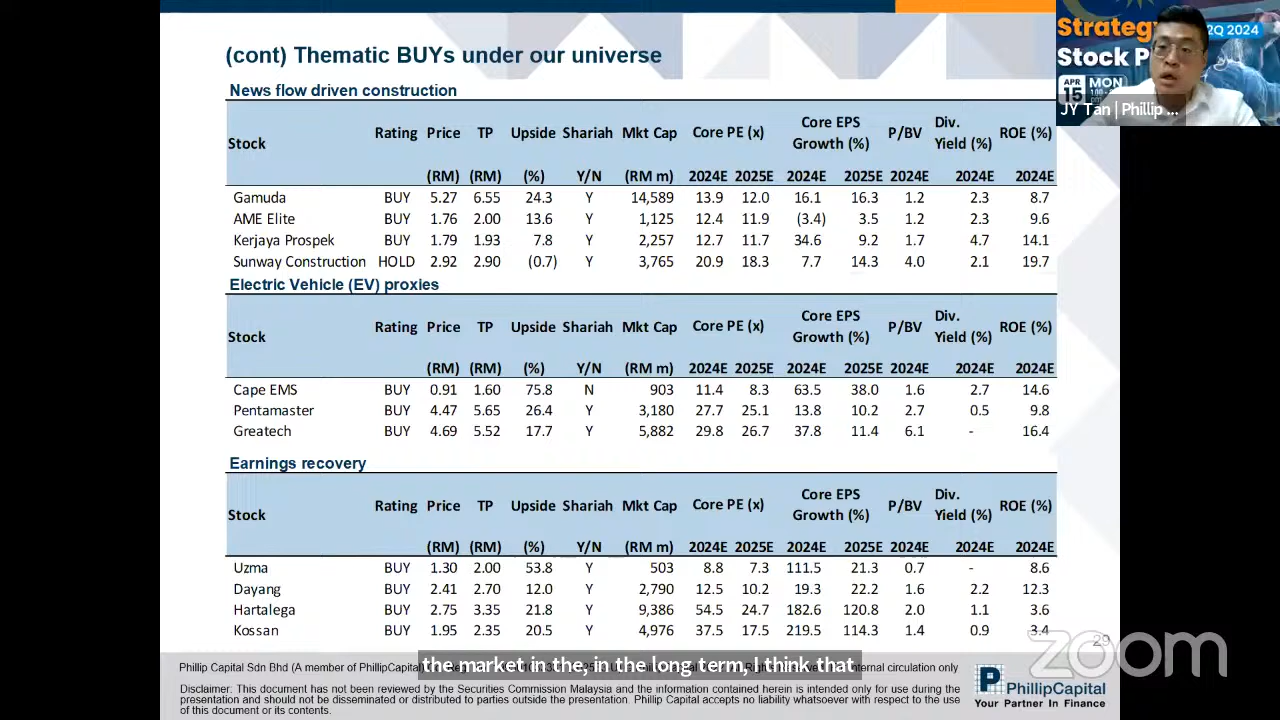 (cont) Thematic BUYs under our universe
Strategy
2Q 2024
Stock P
APR
15
MON
JY Tan | Phillip ...
News flow driven construction
Stock Rating Price TP Upside Shariah Mkt Cap Core PE (x) Core EPS Growth (%) P/BV Div. Yield (%) ROE (%)
(RM) (RM) (%) Y/N (RM m) 2024E 2025E 2024E 2025E 2024E 2024E 2024E
Gamuda BUY 5.27 6.55 24.3 Y 14,589 13.9 12.0 16.1 16.3 1.2 2.3 8.7
AME Elite BUY 1.76 2.00 13.6 Y 1,125 12.4 11.9 (3.4) 3.5 1.2 2.3 9.6
Kerjaya Prospek BUY 1.79 1.93 7.8 Y 2,257 12.7 11.7 34.6 9.2 1.7 4.7 14.1
Sunway Construction HOLD 2.92 2.90 (0.7) Y 3,765 20.9 18.3 7.7 14.3 4.0 2.1 19.7
Electric Vehicle (EV) proxies
Stock Rating Price TP Upside Shariah Mkt Cap Core PE (x) Core EPS Growth (%) P/BV Div. Yield (%) ROE (%)
(RM) (RM) (%) Y/N (RM m) 2024E 2025E 2024E 2025E 2024E 2024E 2024E
Cape EMS BUY 0.91 1.60 75.8 N 903 11.4 8.3 63.5 38.0 1.6 2.7 14.6
Pentamaster BUY 4.47 5.65 26.4 Y 3,180 27.7 25.1 13.8 10.2 2.7 0.5 9.8
Greatech BUY 4.69 5.52 17.7 Y 5,882 29.8 26.7 37.8 11.4 6.1 - 16.4
Earnings recovery
Stock Rating Price TP Upside Shariah Mkt Cap Core PE (x) Core EPS Growth (%) P/BV Div. Yield (%) ROE (%)
(RM) (RM) (%) Y/N (RM m) 2024E 2025E 2024E 2025E 2024E 2024E 2024E
Uzma BUY 1.30 2.00 53.8 Y 503 8.8 7.3 111.5 21.3 0.7 - 8.6
Dayang BUY 2.41 2.70 12.0 Y 2,790 12.5 10.2 19.3 22.2 1.6 2.2 12.3
Hartalega BUY 2.75 3.35 21.8 Y 9,386 54.5 24.7 182.6 120.8 2.0 1.1 3.6
Kossan BUY 1.95 2.35 20.5 Y 4,976 37.5 17.5 219.5 114.3 1.4 0.9 3.4
29
zoom
Phillip Capital Sdn Bhd (A member of PhillipCapital
internal circulation only
the market in the, in the long term, I think that
Disclaimer: This document has not been reviewed by the Securities Commission Malaysia and the information contained herein is intended only for use during the
presentation and should not be disseminated or distributed to parties outside the presentation. Phillip Capital accepts no liability whatsoever with respect to the use
of this document or its contents.
PhillipCapital
Your Partner In Finance